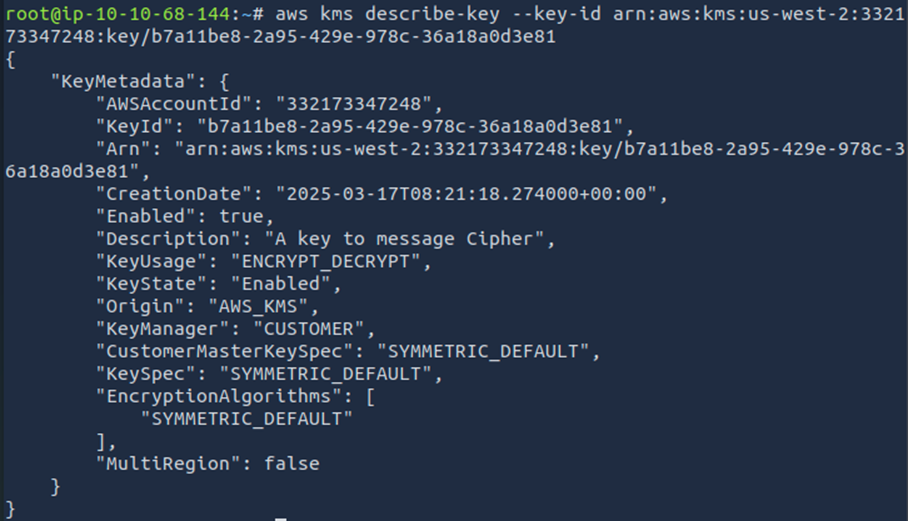 root@ip-10-10-68-144:~# aws kms describe-key --key-id arn:aws:kms:us-west-2:3321
73347248:key/b7a11be8-2a95-429e-978c-36a18a0d3e81
{
    "KeyMetadata": {
        "AWSAccountId": "332173347248",
        "KeyId": "b7a11be8-2a95-429e-978c-36a18a0d3e81",
        "Arn": "arn:aws:kms:us-west-2:332173347248:key/b7a11be8-2a95-429e-978c-3
6a18a0d3e81",
        "CreationDate": "2025-03-17T08:21:18.274000+00:00",
        "Enabled": true,
        "Description": "A key to message Cipher",
        "KeyUsage": "ENCRYPT_DECRYPT",
        "KeyState": "Enabled",
        "Origin": "AWS_KMS",
        "KeyManager": "CUSTOMER",
        "CustomerMasterKeySpec": "SYMMETRIC_DEFAULT",
        "KeySpec": "SYMMETRIC_DEFAULT",
        "EncryptionAlgorithms": [
            "SYMMETRIC_DEFAULT"
        ],
        "MultiRegion": false
    }
}